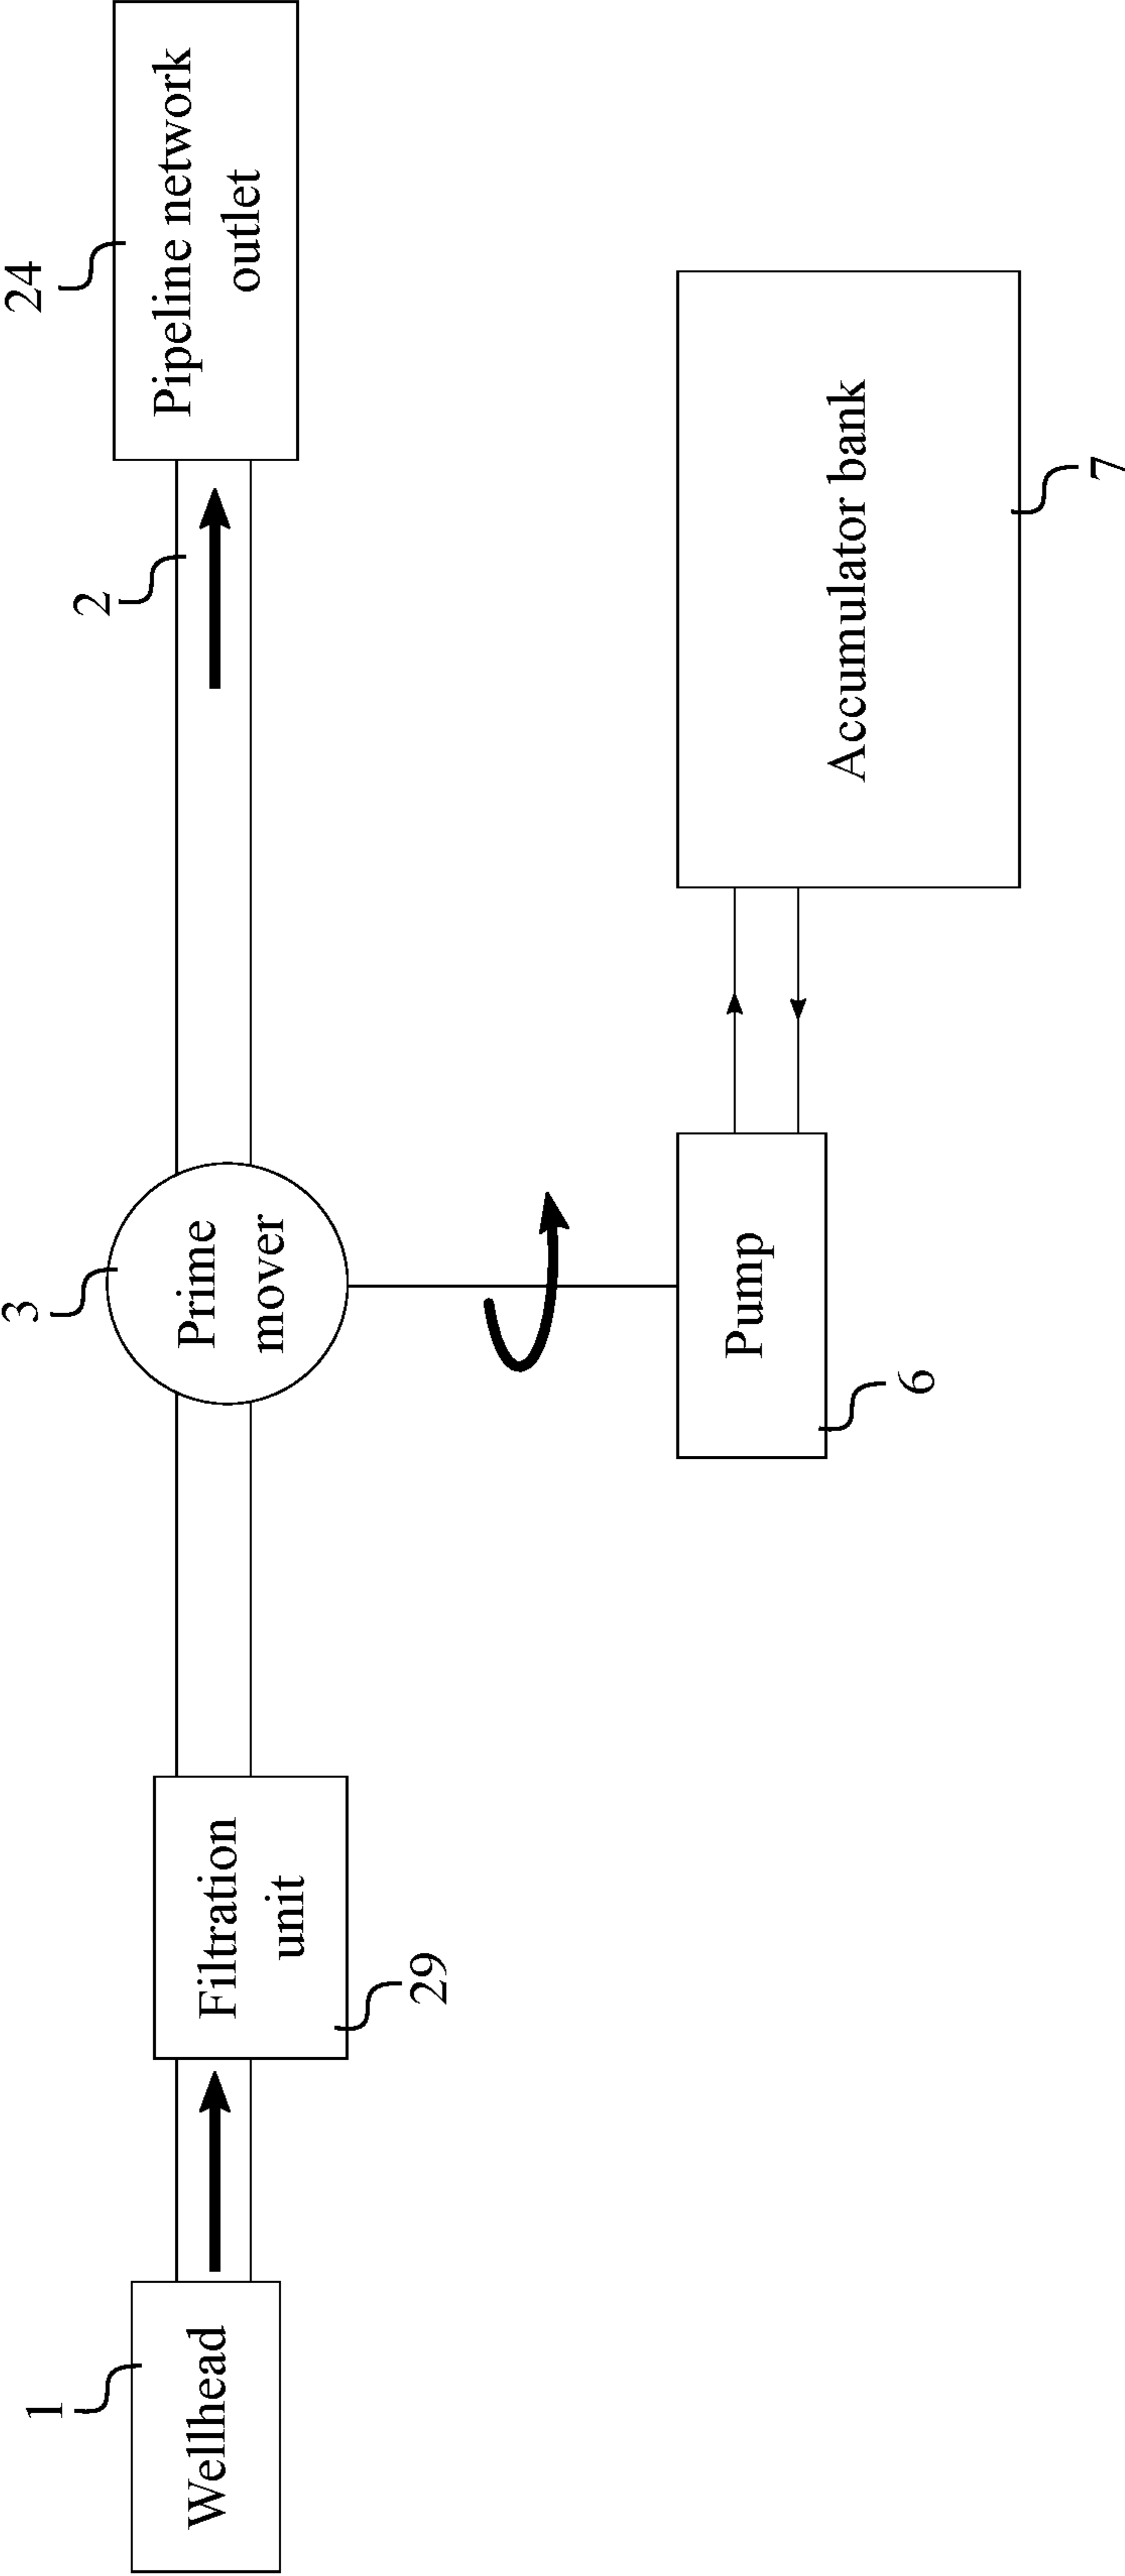 1
Wellhead
Filtration
unit
29
3
Prime
mover
2
24
Pipeline network
outlet
Pump
6
Accumulator bank
7